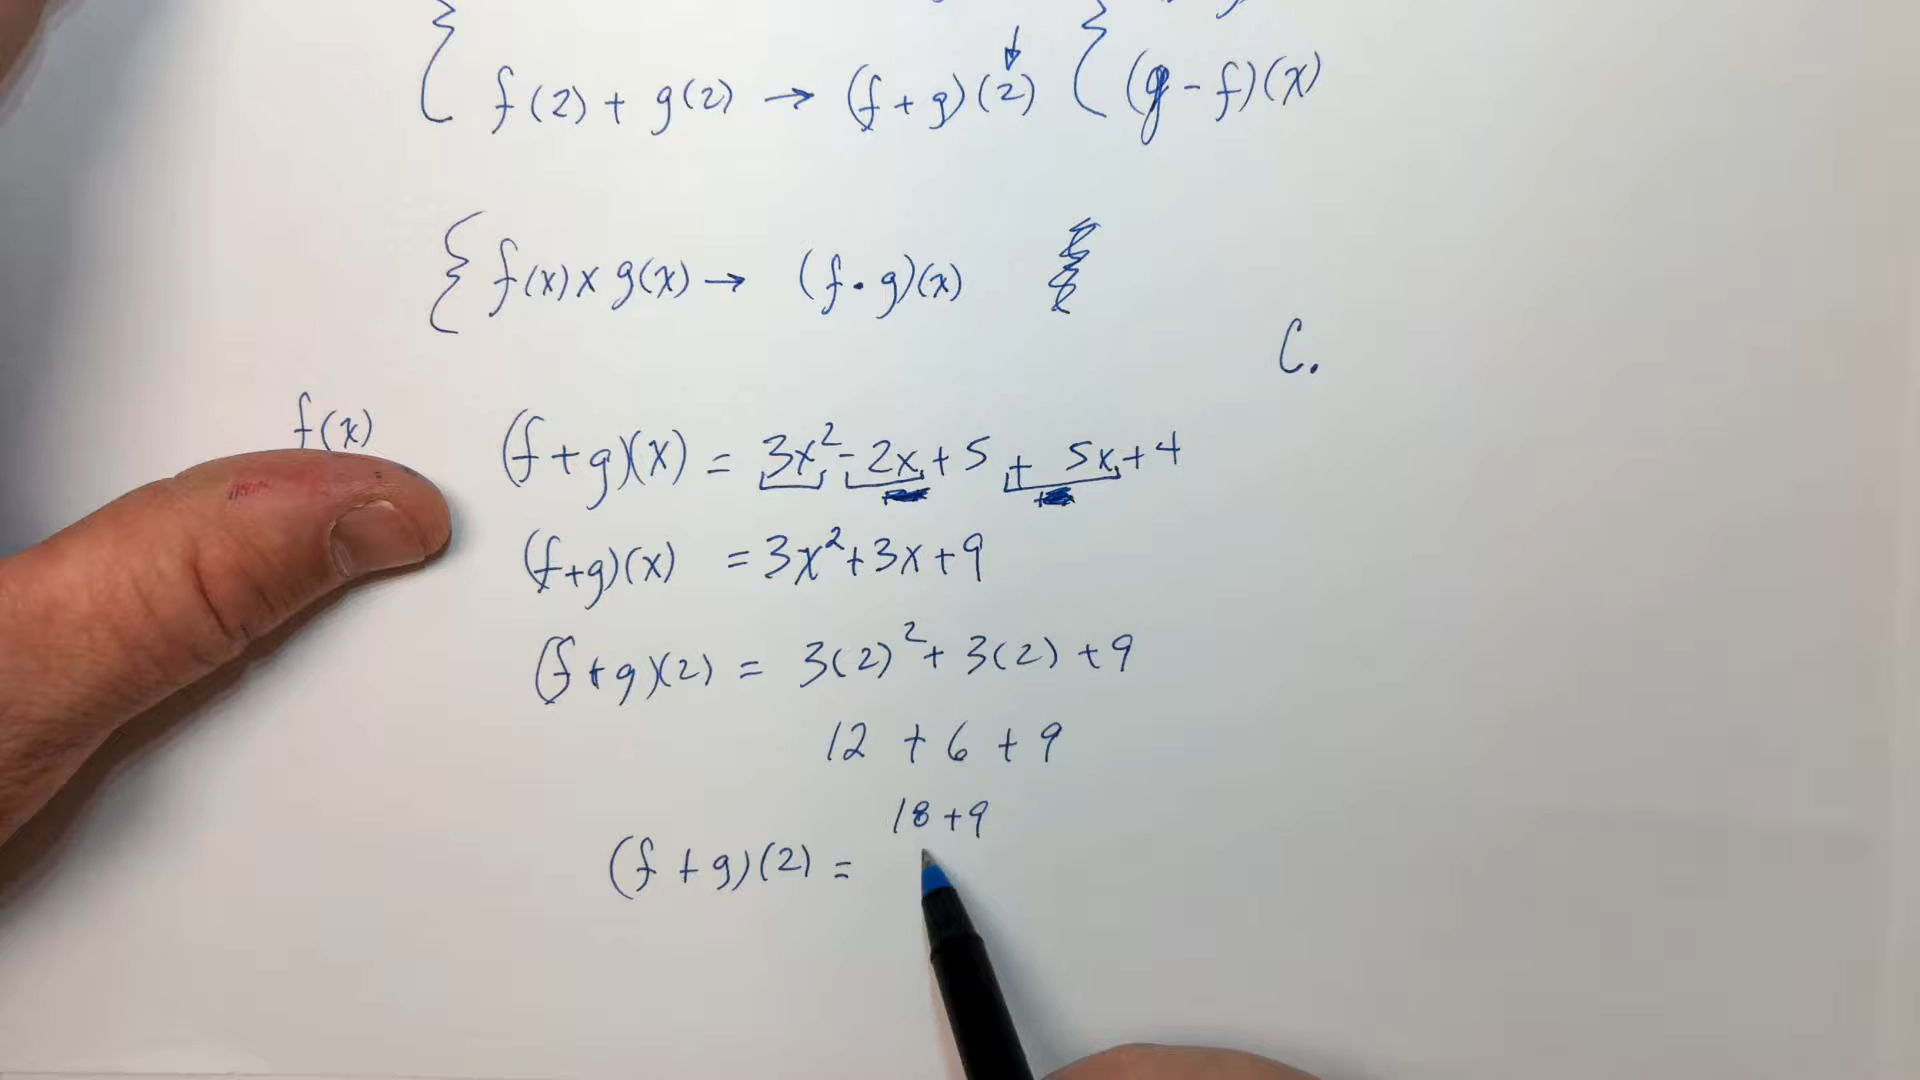 { f(2) + g(2) → (f + g)(2) { (g - f)(x)
{ f(x) x g(x) → (f · g)(x)
C.
f(x)
(f+g)(x) = 3x² - 2x + 5 + 5x + 4
(f+g)(x) = 3x² + 3x + 9
(f+g)(2) = 3(2)² + 3(2) + 9
12 + 6 + 9
18 + 9
(f + g)(2) =